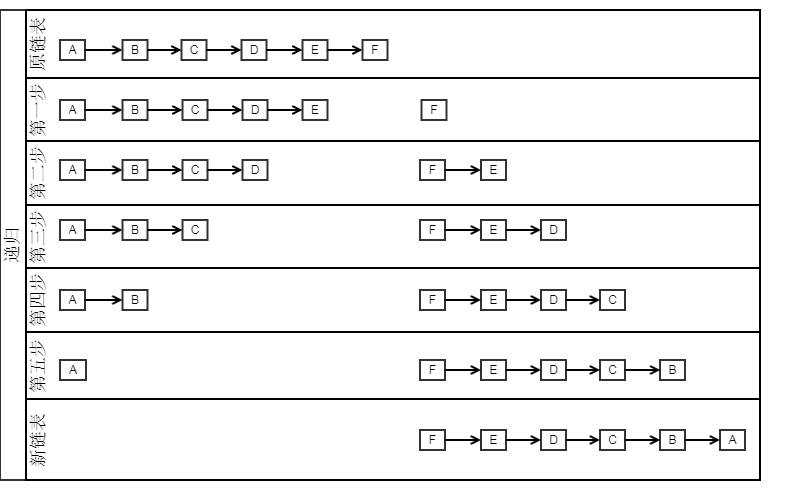 递归
原链表
A B C D E F
第一步
A B C D E F
第二步
A B C D F E
第三步
A B C F E D
第四步
A B F E D C
第五步
A F E D C B
新链表
F E D C B A